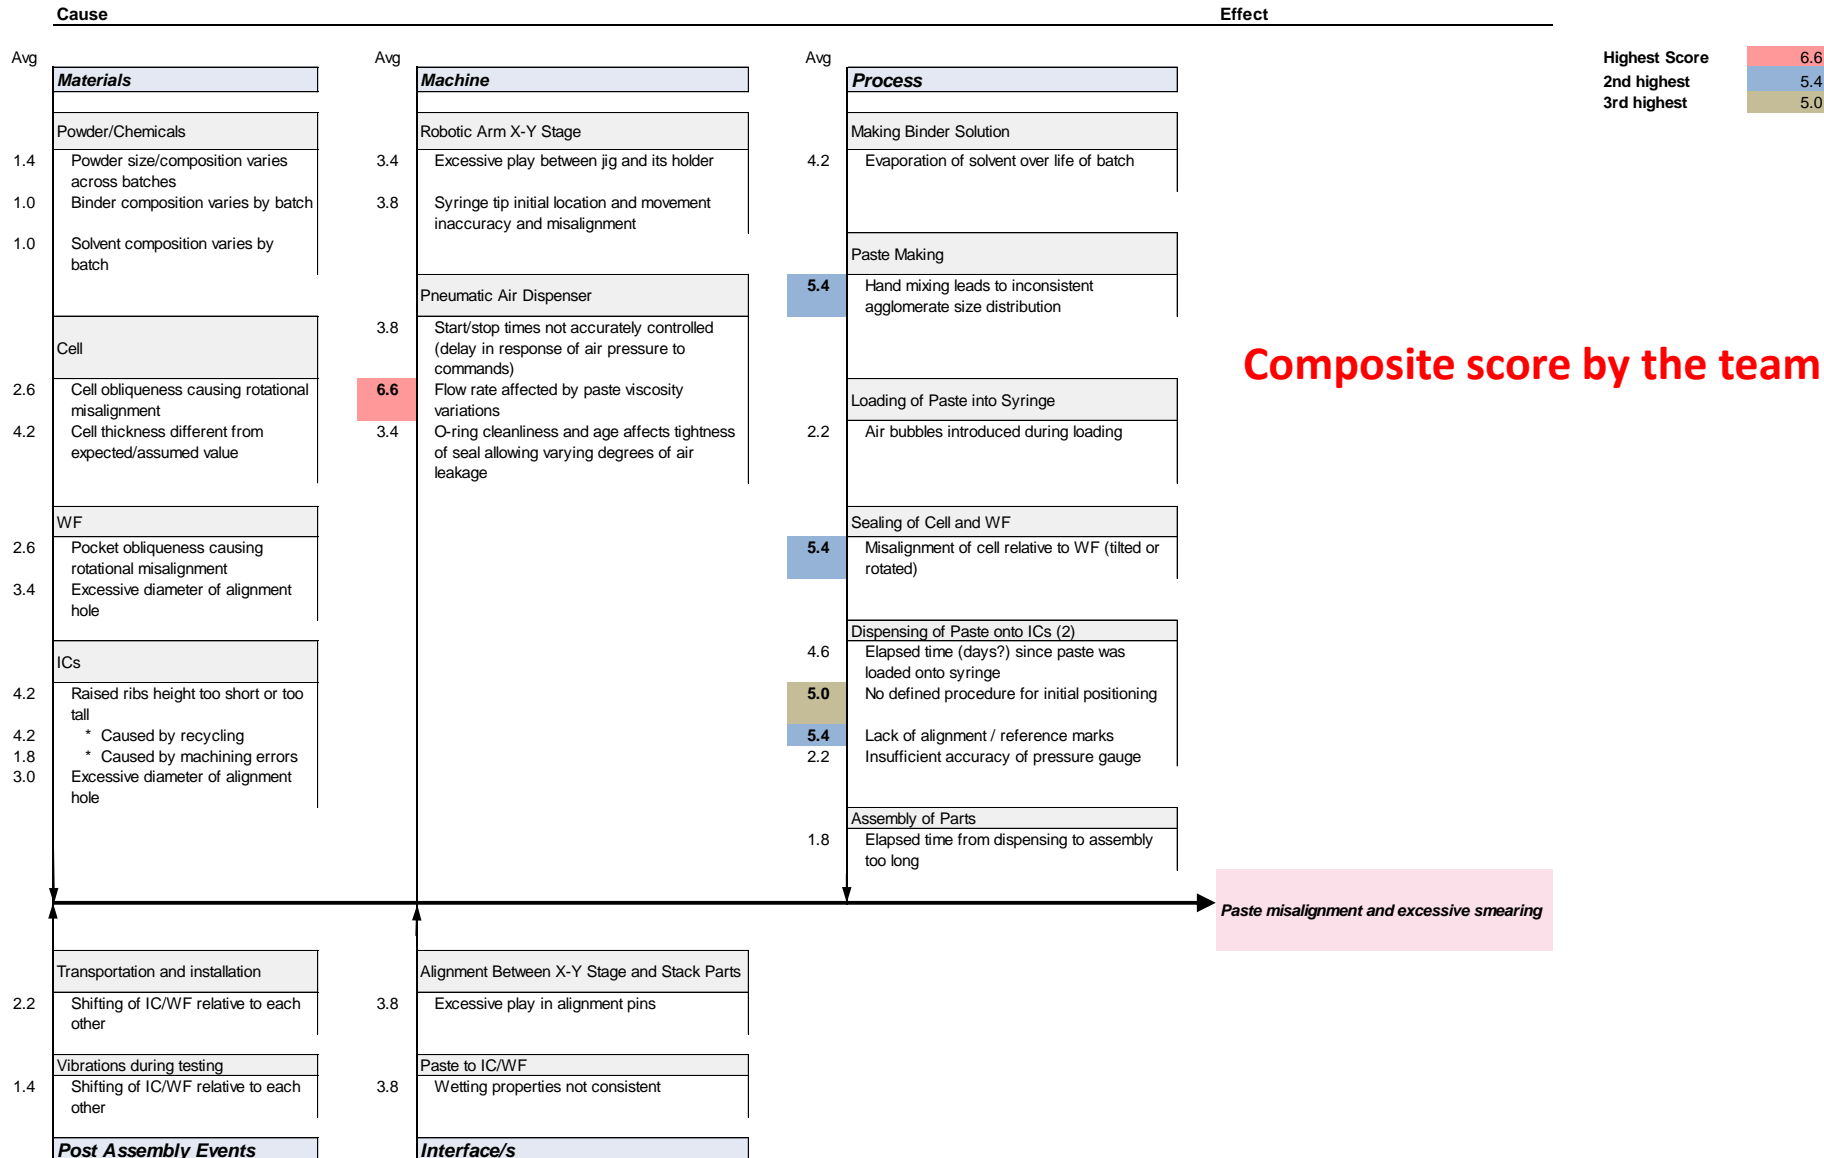 Cause
Effect
Avg
Materials
Powder/Chemicals
1.4 Powder size/composition varies
across batches
1.0 Binder composition varies by batch
1.0 Solvent composition varies by
batch
Cell
2.6 Cell obliqueness causing rotational
misalignment
4.2 Cell thickness different from
expected/assumed value
WF
2.6 Pocket obliqueness causing
rotational misalignment
3.4 Excessive diameter of alignment
hole
ICs
4.2 Raised ribs height too short or too
tall
4.2 * Caused by recycling
1.8 * Caused by machining errors
3.0 Excessive diameter of alignment
hole
Avg
Machine
Robotic Arm X-Y Stage
3.4 Excessive play between jig and its holder
3.8 Syringe tip initial location and movement
inaccuracy and misalignment
Pneumatic Air Dispenser
3.8 Start/stop times not accurately controlled
(delay in response of air pressure to
commands)
6.6 Flow rate affected by paste viscosity
variations
3.4 O-ring cleanliness and age affects tightness
of seal allowing varying degrees of air
leakage
Avg
Process
Making Binder Solution
4.2 Evaporation of solvent over life of batch
Paste Making
5.4 Hand mixing leads to inconsistent
agglomerate size distribution
Loading of Paste into Syringe
2.2 Air bubbles introduced during loading
Sealing of Cell and WF
5.4 Misalignment of cell relative to WF (tilted or
rotated)
Dispensing of Paste onto ICs (2)
4.6 Elapsed time (days?) since paste was
loaded onto syringe
5.0 No defined procedure for initial positioning
5.4 Lack of alignment / reference marks
2.2 Insufficient accuracy of pressure gauge
Assembly of Parts
1.8 Elapsed time from dispensing to assembly
too long
Highest Score 6.6
2nd highest 5.4
3rd highest 5.0
Composite score by the team
Paste misalignment and excessive smearing
Transportation and installation
2.2 Shifting of IC/WF relative to each
other
Vibrations during testing
1.4 Shifting of IC/WF relative to each
other
Post Assembly Events
Alignment Between X-Y Stage and Stack Parts
3.8 Excessive play in alignment pins
Paste to IC/WF
3.8 Wetting properties not consistent
Interface/s